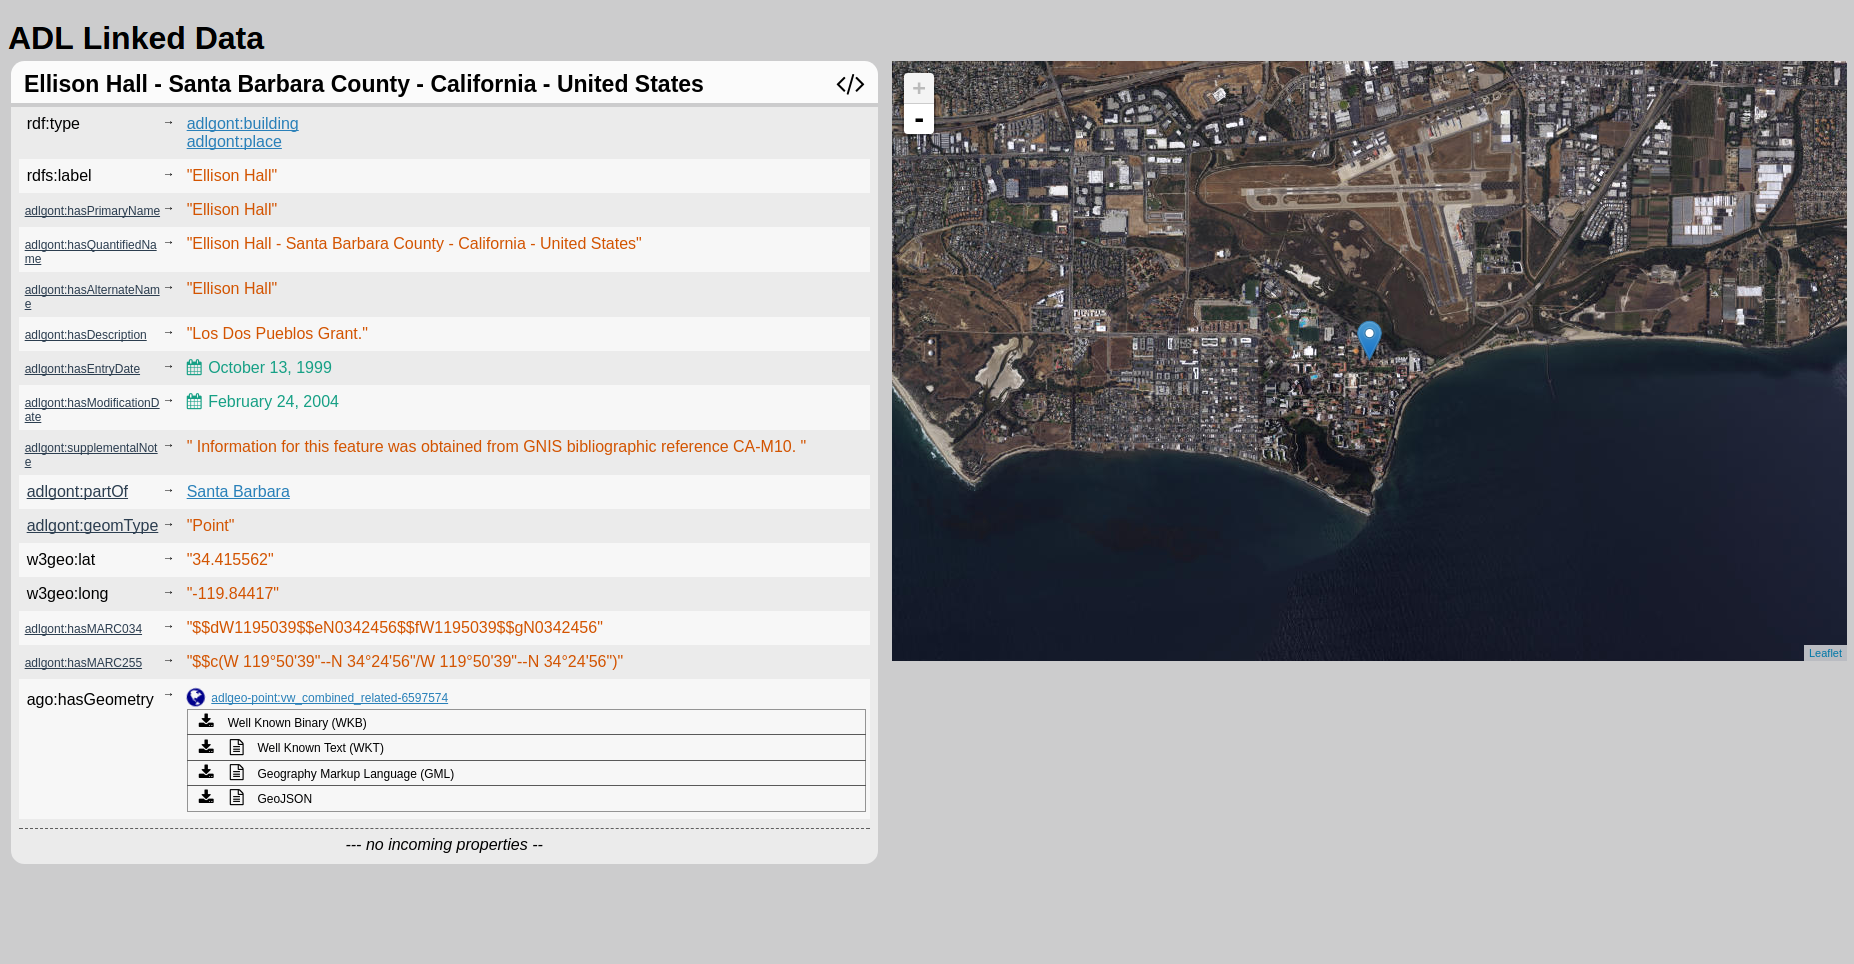 ADL Linked Data
Ellison Hall - Santa Barbara County - California - United States </>
rdf:type → adlgont:building
adlgont:place
rdfs:label → "Ellison Hall"
adlgont:hasPrimaryName → "Ellison Hall"
adlgont:hasQuantifiedNa → "Ellison Hall - Santa Barbara County - California - United States"
me
adlgont:hasAlternateNam → "Ellison Hall"
e
adlgont:hasDescription → "Los Dos Pueblos Grant."
adlgont:hasEntryDate → October 13, 1999
adlgont:hasModificationD → February 24, 2004
ate
adlgont:supplementalNot → " Information for this feature was obtained from GNIS bibliographic reference CA-M10. "
e
adlgont:partOf → Santa Barbara
adlgont:geomType → "Point"
w3geo:lat → "34.415562"
w3geo:long → "-119.84417"
adlgont:hasMARC034 → "$$dW1195039$$eN0342456$$fW1195039$$gN0342456"
adlgont:hasMARC255 → "$$c(W 119°50'39"--N 34°24'56"/W 119°50'39"--N 34°24'56")"
ago:hasGeometry → adlgeo-point:vw_combined_related-6597574
Well Known Binary (WKB)
Well Known Text (WKT)
Geography Markup Language (GML)
GeoJSON
--- no incoming properties --
+
-
Leaflet